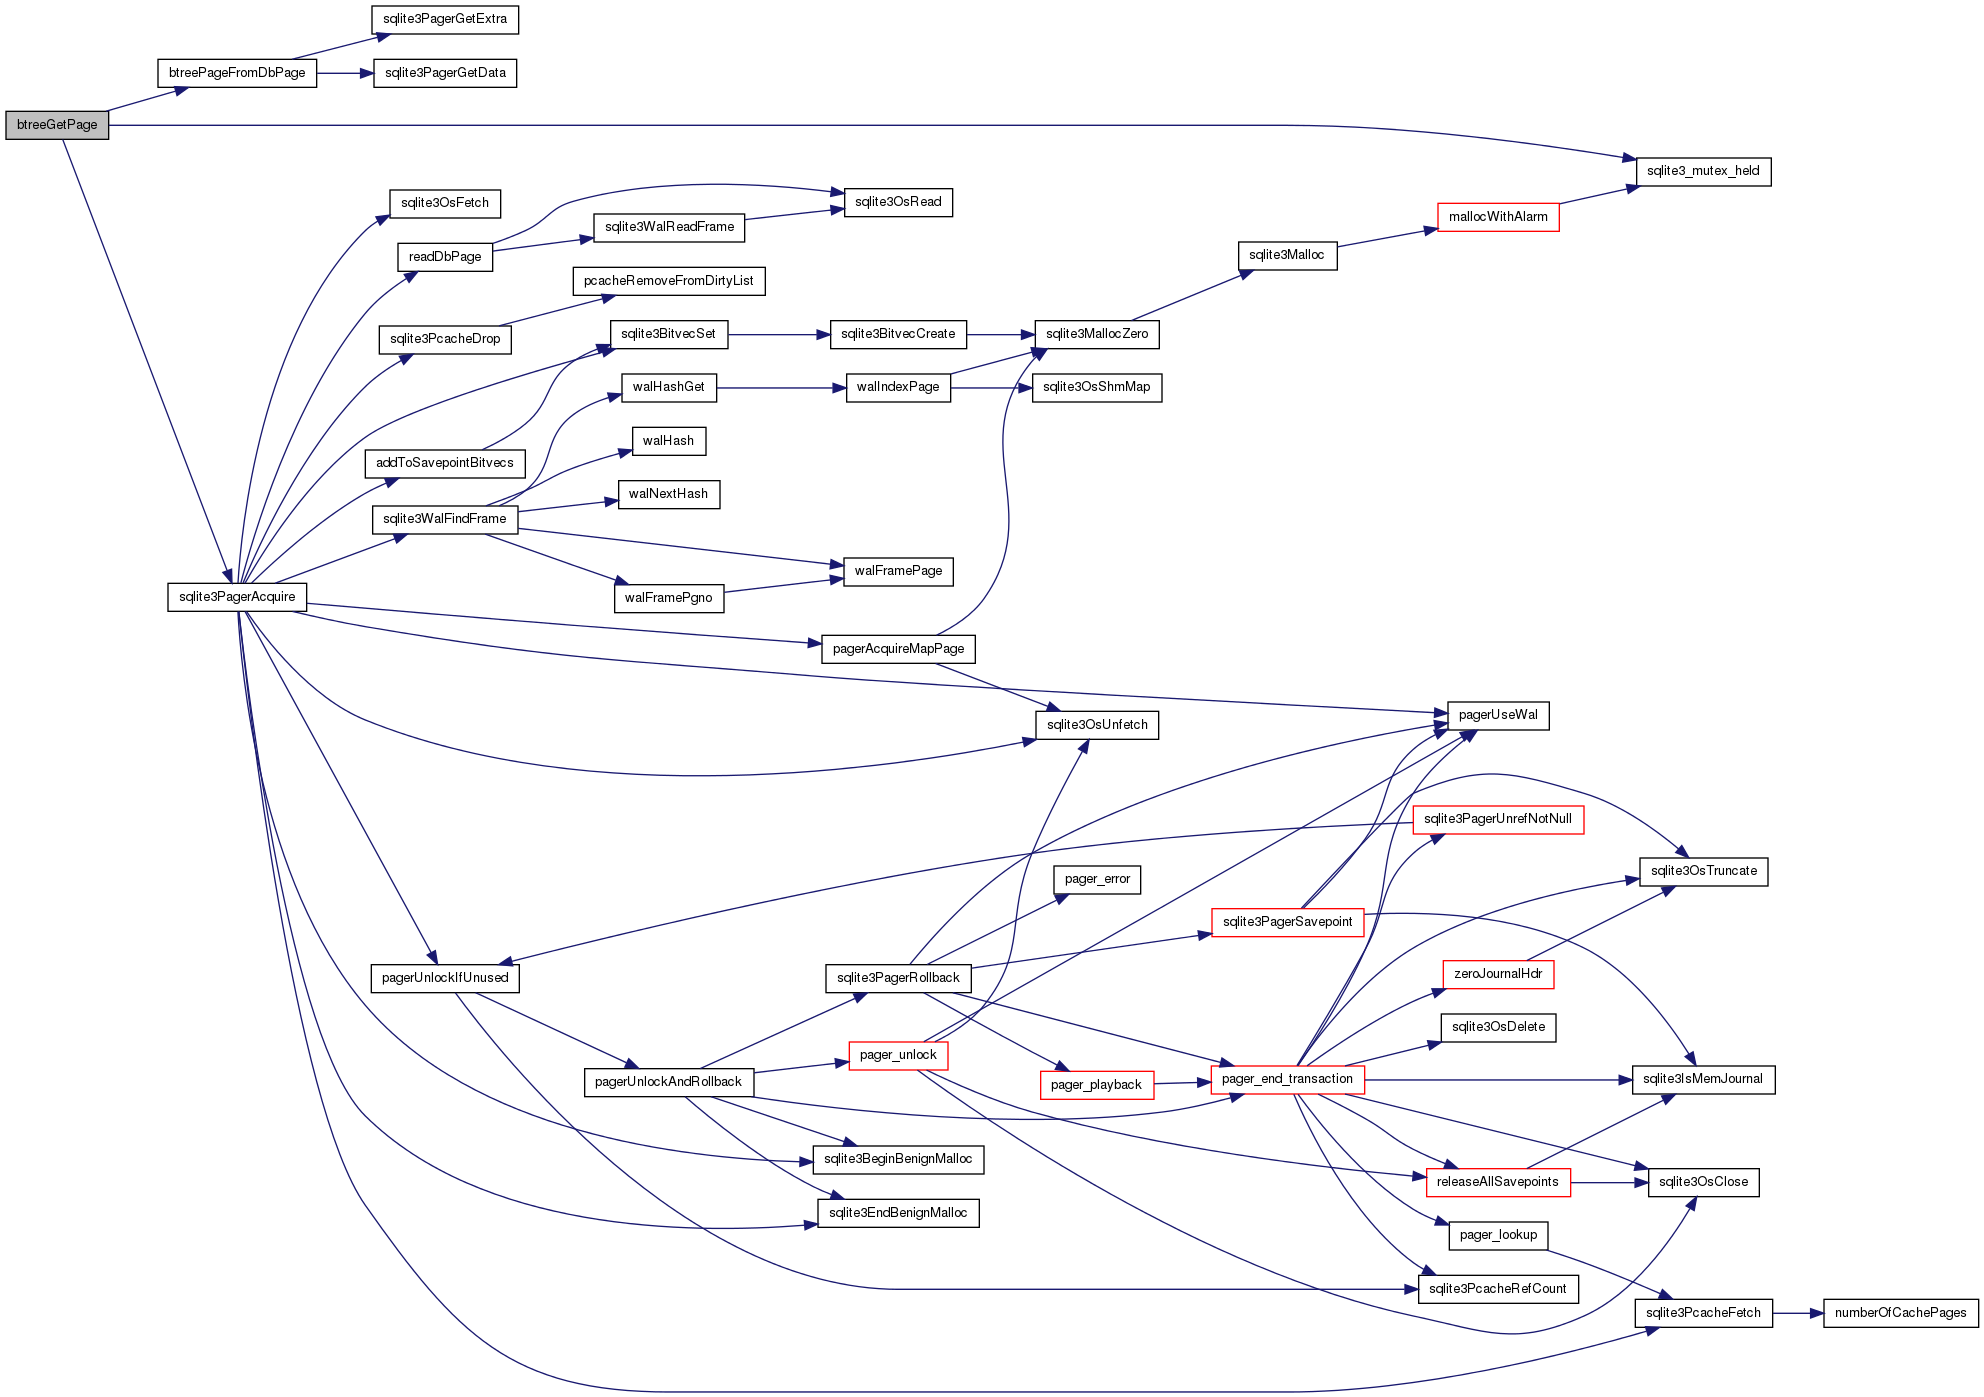 sqlite3PagerGetExtra
btreePageFromDbPage
sqlite3PagerGetData
btreeGetPage
sqlite3_mutex_held
sqlite3OsFetch
sqlite3OsRead
mallocWithAlarm
sqlite3WalReadFrame
readDbPage
sqlite3Malloc
pcacheRemoveFromDirtyList
sqlite3PcacheDrop
sqlite3BitvecSet
sqlite3BitvecCreate
sqlite3MallocZero
walHashGet
walIndexPage
sqlite3OsShmMap
walHash
addToSavepointBitvecs
walNextHash
sqlite3WalFindFrame
walFramePage
sqlite3PagerAcquire
walFramePgno
pagerAcquireMapPage
pagerUseWal
sqlite3OsUnfetch
sqlite3PagerUnrefNotNull
sqlite3OsTruncate
pager_error
sqlite3PagerSavepoint
zeroJournalHdr
pagerUnlockIfUnused
sqlite3PagerRollback
sqlite3OsDelete
pager_unlock
pagerUnlockAndRollback
pager_playback
pager_end_transaction
sqlite3IsMemJournal
sqlite3BeginBenignMalloc
releaseAllSavepoints
sqlite3OsClose
sqlite3EndBenignMalloc
pager_lookup
sqlite3PcacheRefCount
sqlite3PcacheFetch
numberOfCachePages